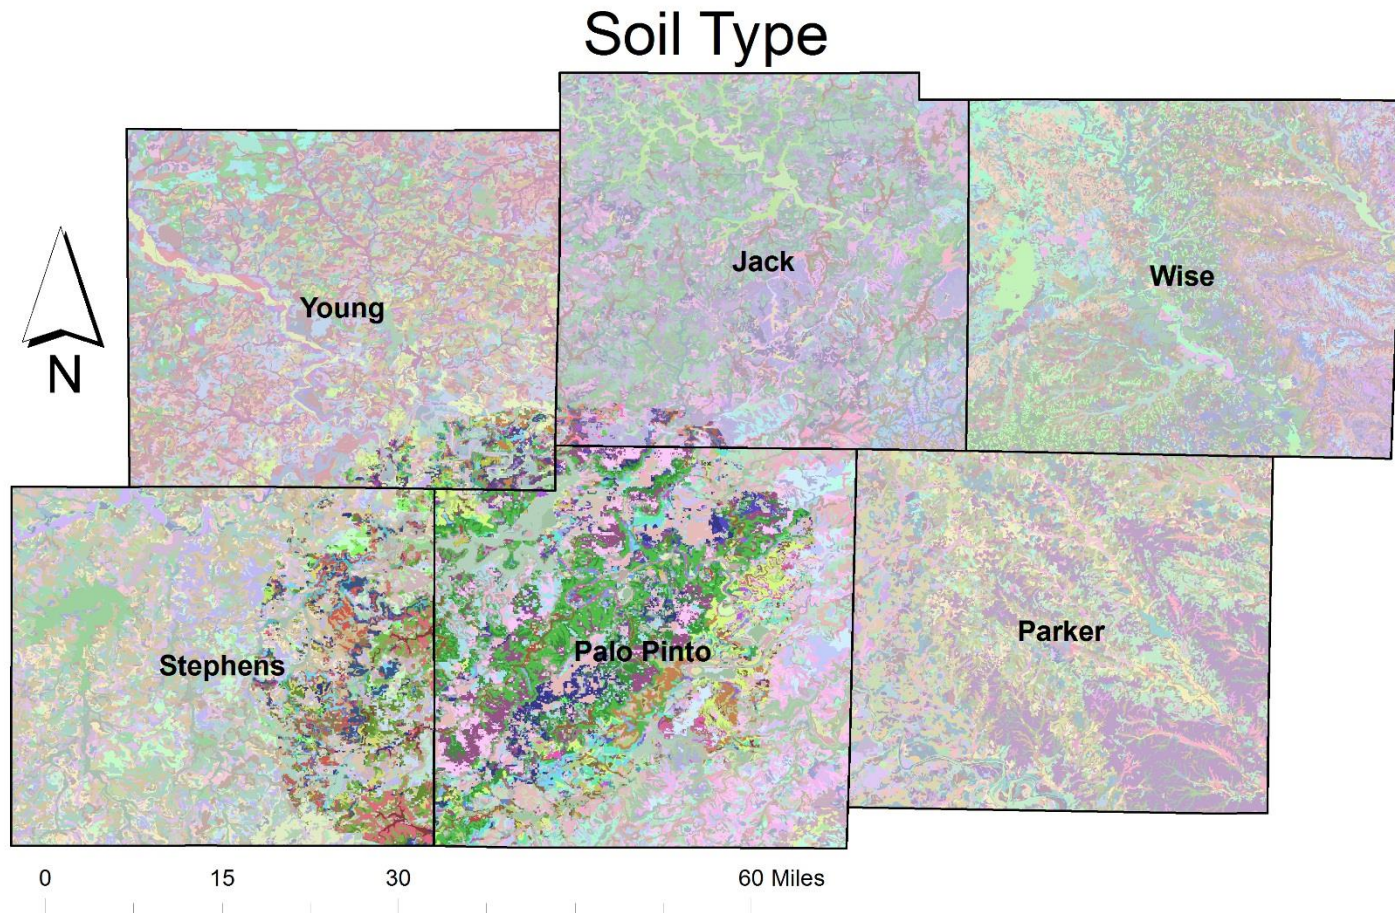 Soil Type
Jack
Wise
Young
N
Parker
Palo Pinto
Stephens
0 15 30 60 Miles